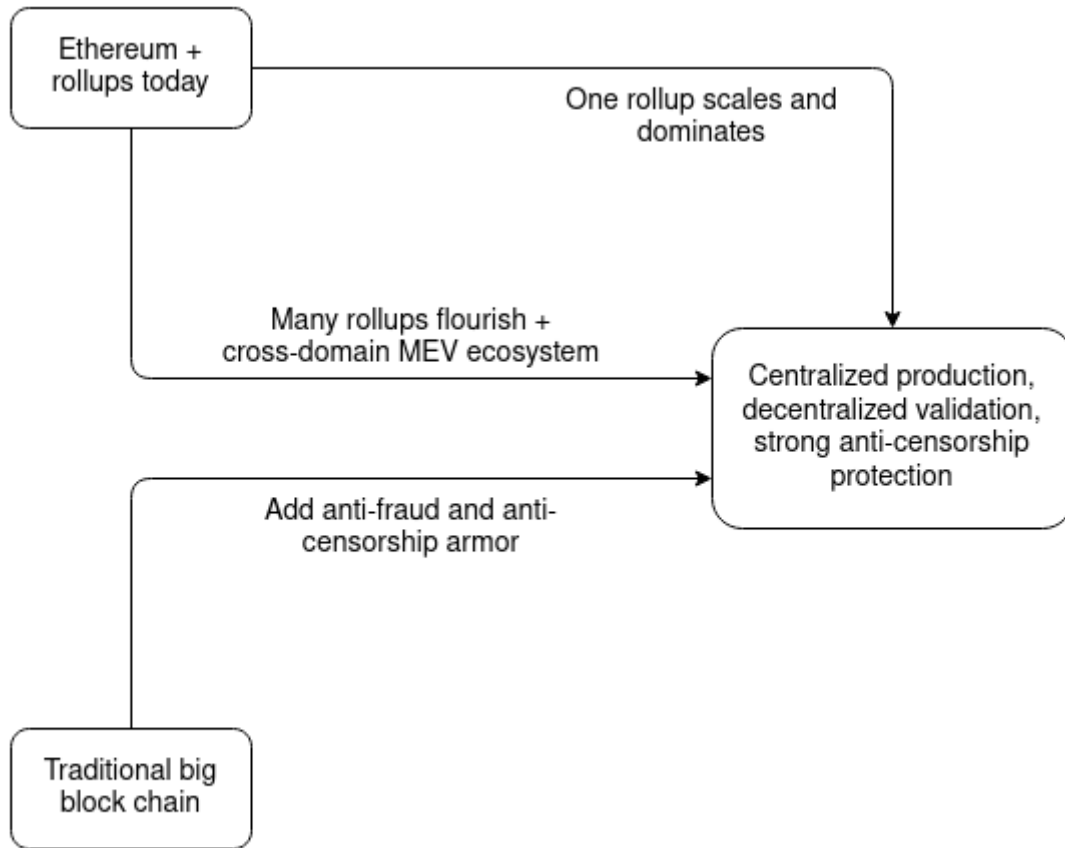 Ethereum +
rollups today
One rollup scales and
dominates
Many rollups flourish +
cross-domain MEV ecosystem
Centralized production,
decentralized validation,
strong anti-censorship
protection
Add anti-fraud and anti-
censorship armor
Traditional big
block chain